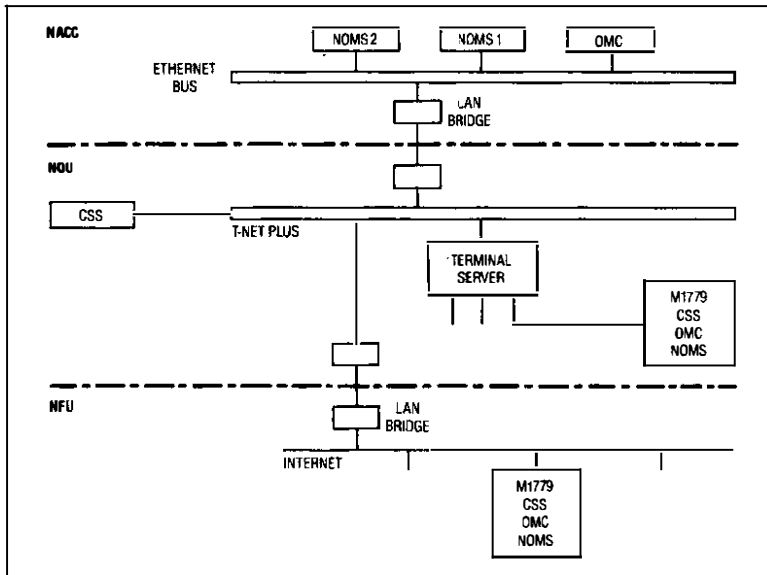 NACC
NOMS 2
NOMS 1
OMC
ETHERNET
BUS
LAN
BRIDGE
NOU
CSS
T-NET PLUS
TERMINAL
SERVER
M1779
CSS
OMC
NOMS
NFU
LAN
BRIDGE
INTERNET
M1779
CSS
OMC
NOMS